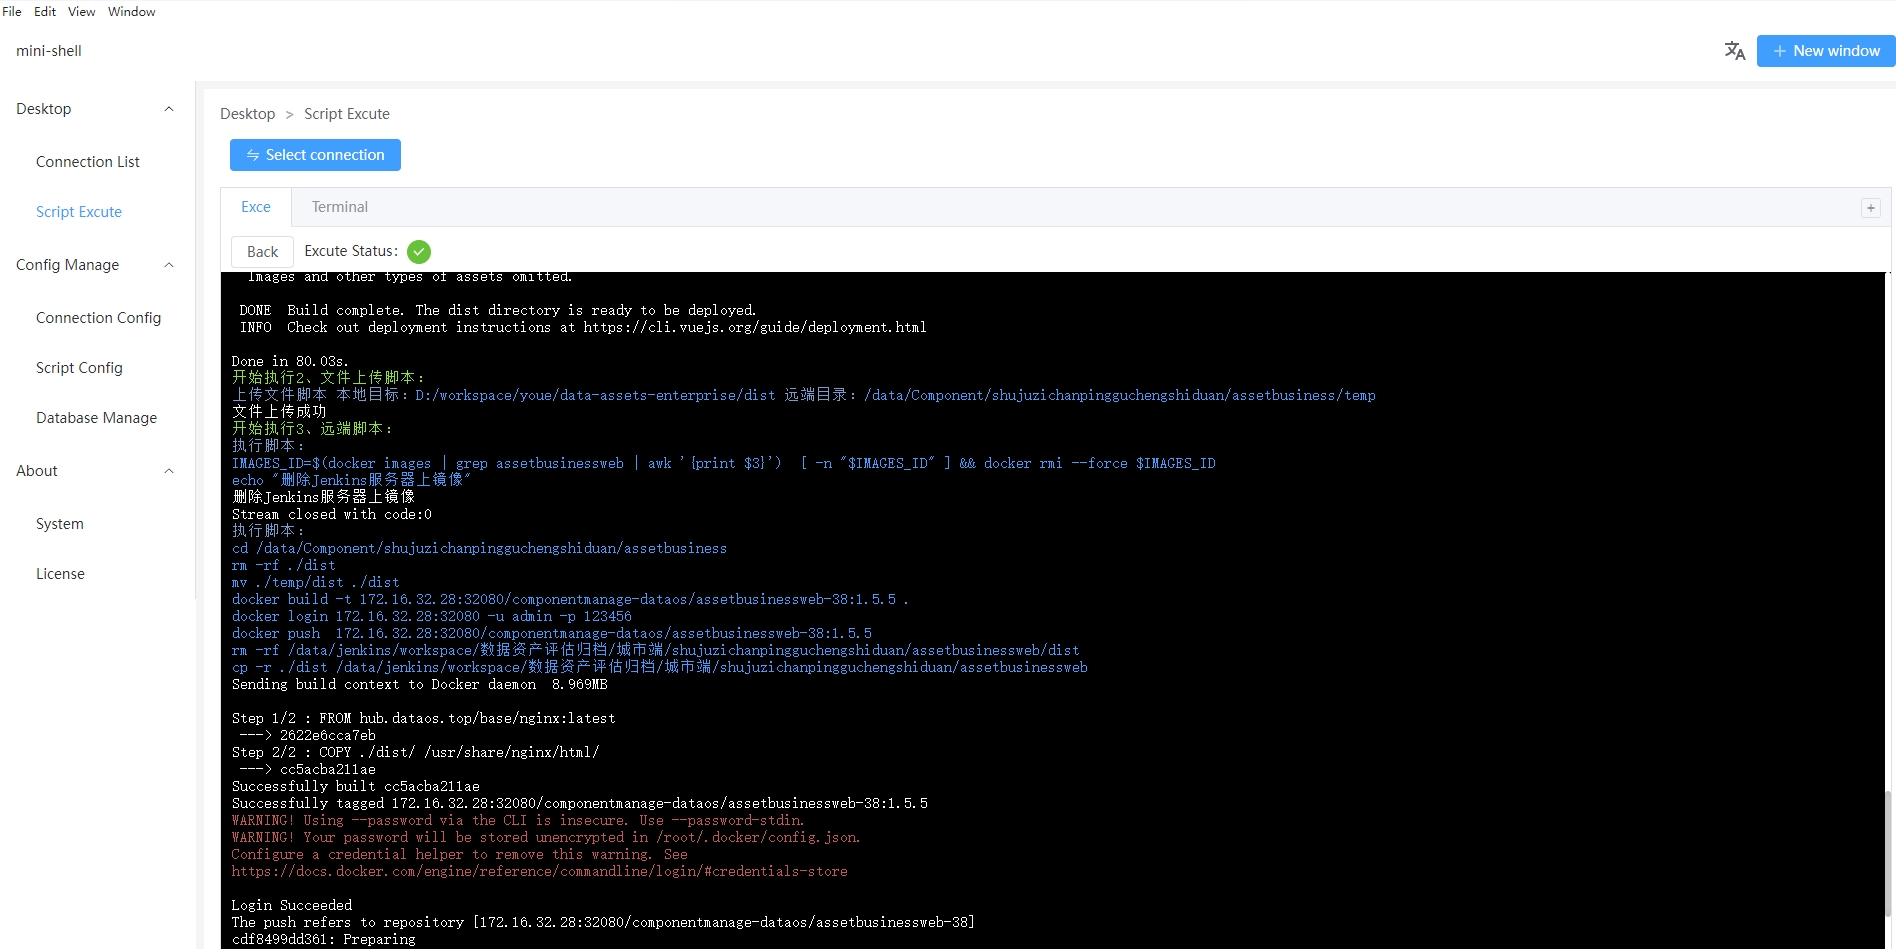 File Edit View Window
mini-shell
New window
Desktop
Connection List
Script Excute
Config Manage
Connection Config
Script Config
Database Manage
About
System
License
Desktop > Script Excute
Select connection
Exce Terminal
Back Excute Status:
Images and other types of assets omitted.
DONE Build complete. The dist directory is ready to be deployed.
INFO Check out deployment instructions at https://cli.vuejs.org/guide/deployment.html
Done in 80.03s.
开始执行2、文件上传脚本：
上传文件脚本 本地目标：D:/workspace/youe/data-assets-enterprise/dist 远端目录：/data/Component/shujuzichanpingguchengshiduan/assetbusiness/temp
文件上传成功
开始执行3、远端脚本：
执行脚本：
IMAGES_ID=$(docker images | grep assetbusinessweb | awk '{print $3}') [ -n "$IMAGES_ID" ] && docker rmi --force $IMAGES_ID
echo "删除Jenkins服务器上镜像"
删除Jenkins服务器上镜像
Stream closed with code:0
执行脚本：
cd /data/Component/shujuzichanpingguchengshiduan/assetbusiness
rm -rf ./dist
mv ./temp/dist ./dist
docker build -t 172.16.32.28:32080/componentmanage-dataos/assetbusinessweb-38:1.5.5 .
docker login 172.16.32.28:32080 -u admin -p 123456
docker push 172.16.32.28:32080/componentmanage-dataos/assetbusinessweb-38:1.5.5
rm -rf /data/jenkins/workspace/数据资产评估归档/城市端/shujuzichanpingguchengshiduan/assetbusinessweb/dist
cp -r ./dist /data/jenkins/workspace/数据资产评估归档/城市端/shujuzichanpingguchengshiduan/assetbusinessweb
Sending build context to Docker daemon 8.969MB
Step 1/2 : FROM hub.dataos.top/base/nginx:latest
---> 2622e6cca7eb
Step 2/2 : COPY ./dist/ /usr/share/nginx/html/
---> cc5acba211ae
Successfully built cc5acba211ae
Successfully tagged 172.16.32.28:32080/componentmanage-dataos/assetbusinessweb-38:1.5.5
WARNING! Using --password via the CLI is insecure. Use --password-stdin.
WARNING! Your password will be stored unencrypted in /root/.docker/config.json.
Configure a credential helper to remove this warning. See
https://docs.docker.com/engine/reference/commandline/login/#credentials-store
Login Succeeded
The push refers to repository [172.16.32.28:32080/componentmanage-dataos/assetbusinessweb-38]
cdf8499dd361: Preparing